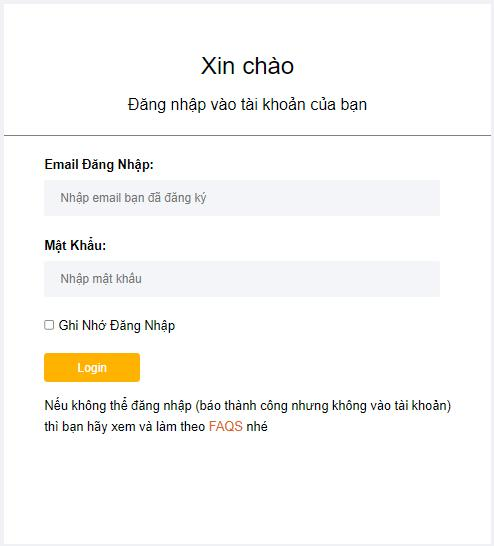 Xin chào
Đăng nhập vào tài khoản của bạn
Email Đăng Nhập:
Nhập email bạn đã đăng ký
Mật Khẩu:
Nhập mật khẩu
Ghi Nhớ Đăng Nhập
Login
Nếu không thể đăng nhập (báo thành công nhưng không vào tài khoản)
thì bạn hãy xem và làm theo FAQS nhé